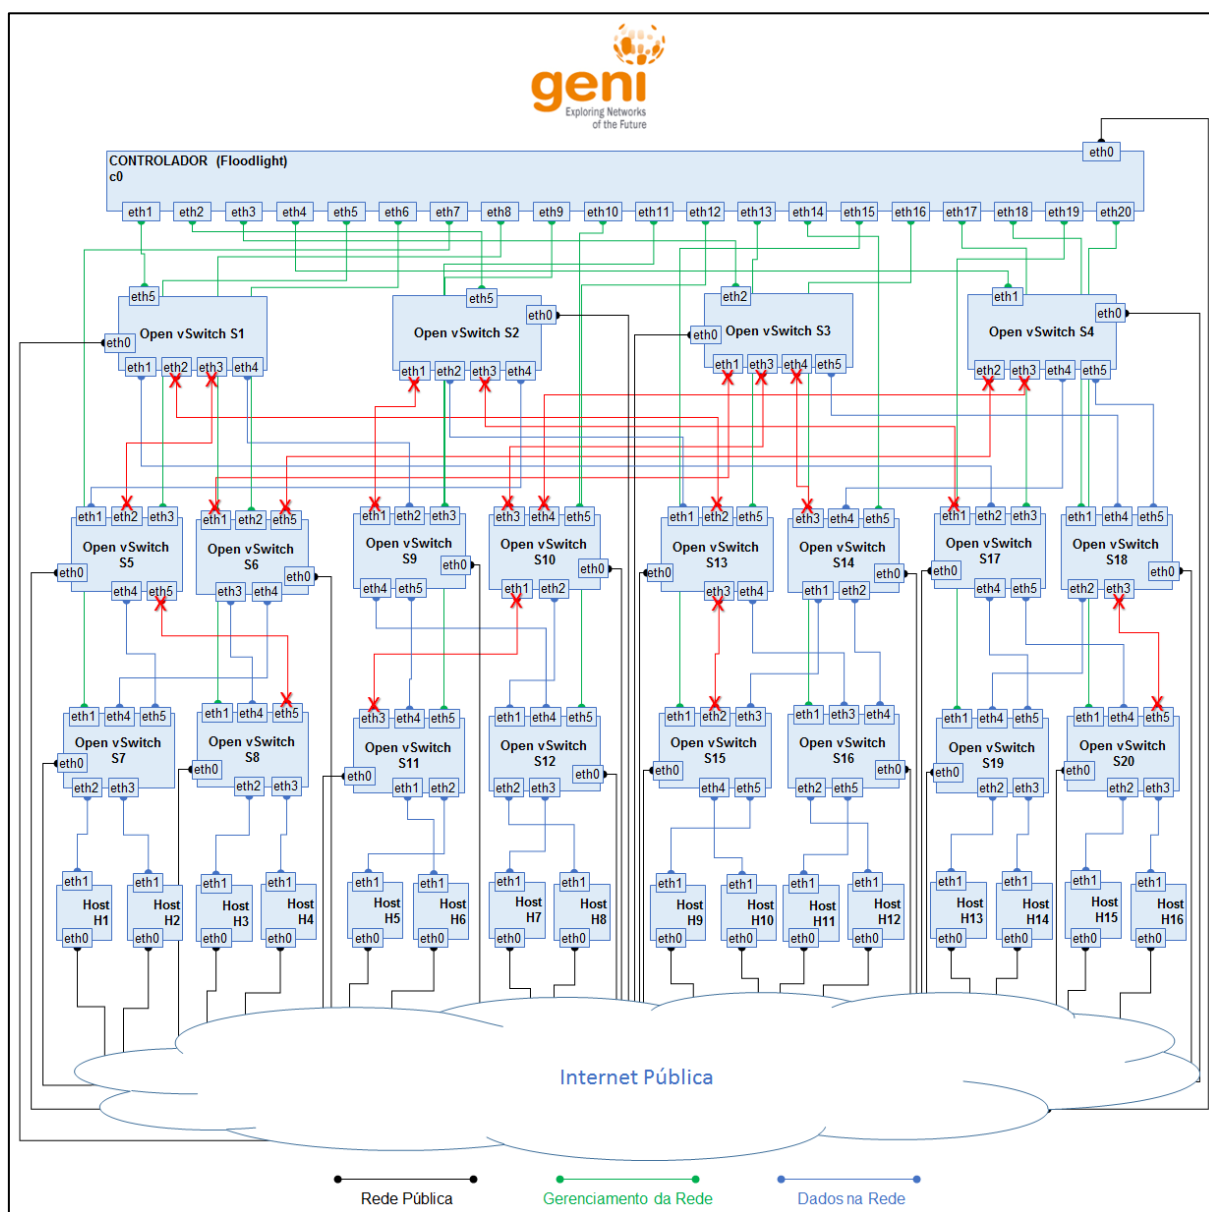 geni
Exploring Networks
of the Future
eth0
CONTROLADOR (Floodlight)
c0
eth1 eth2 eth3 eth4 eth5 eth6 eth7 eth8 eth9 eth10 eth11 eth12 eth13 eth14 eth15 eth16 eth17 eth18 eth19 eth20
eth5 eth5 eth2 eth1
eth0 eth0
Open vSwitch S1 Open vSwitch S2 Open vSwitch S3 Open vSwitch S4
eth0 eth0
eth1 eth2 eth3 eth4 eth1 eth2 eth3 eth4 eth1 eth3 eth4 eth5 eth2 eth3 eth4 eth5
eth1 eth2 eth3 eth1 eth2 eth5 eth1 eth2 eth3 eth3 eth4 eth5 eth1 eth2 eth5 eth3 eth4 eth5 eth1 eth2 eth3 eth1 eth4 eth5
Open vSwitch Open vSwitch Open vSwitch Open vSwitch Open vSwitch Open vSwitch Open vSwitch Open vSwitch
S5 S6 S9 S10 S13 S14 S17 S18
eth0 eth0 eth0 eth0 eth0 eth0 eth0 eth0
eth4 eth5 eth3 eth4 eth4 eth5 eth1 eth2 eth3 eth4 eth1 eth2 eth4 eth5 eth2 eth3
eth1 eth4 eth5 eth1 eth4 eth5 eth3 eth4 eth5 eth1 eth4 eth5 eth1 eth2 eth3 eth1 eth3 eth4 eth1 eth4 eth5 eth1 eth4 eth5
Open vSwitch Open vSwitch Open vSwitch Open vSwitch Open vSwitch Open vSwitch Open vSwitch Open vSwitch
S7 S8 S11 S12 S15 S16 S19 S20
eth0 eth0 eth0 eth0 eth0 eth0 eth0 eth0
eth2 eth3 eth2 eth3 eth1 eth2 eth2 eth3 eth4 eth5 eth2 eth5 eth2 eth3 eth2 eth3
eth1 eth1 eth1 eth1 eth1 eth1 eth1 eth1 eth1 eth1 eth1 eth1 eth1 eth1 eth1 eth1
Host Host Host Host Host Host Host Host Host Host Host Host Host Host Host Host
H1 H2 H3 H4 H5 H6 H7 H8 H9 H10 H11 H12 H13 H14 H15 H16
eth0 eth0 eth0 eth0 eth0 eth0 eth0 eth0 eth0 eth0 eth0 eth0 eth0 eth0 eth0 eth0
Internet Pública
Rede Pública Gerenciamento da Rede Dados na Rede